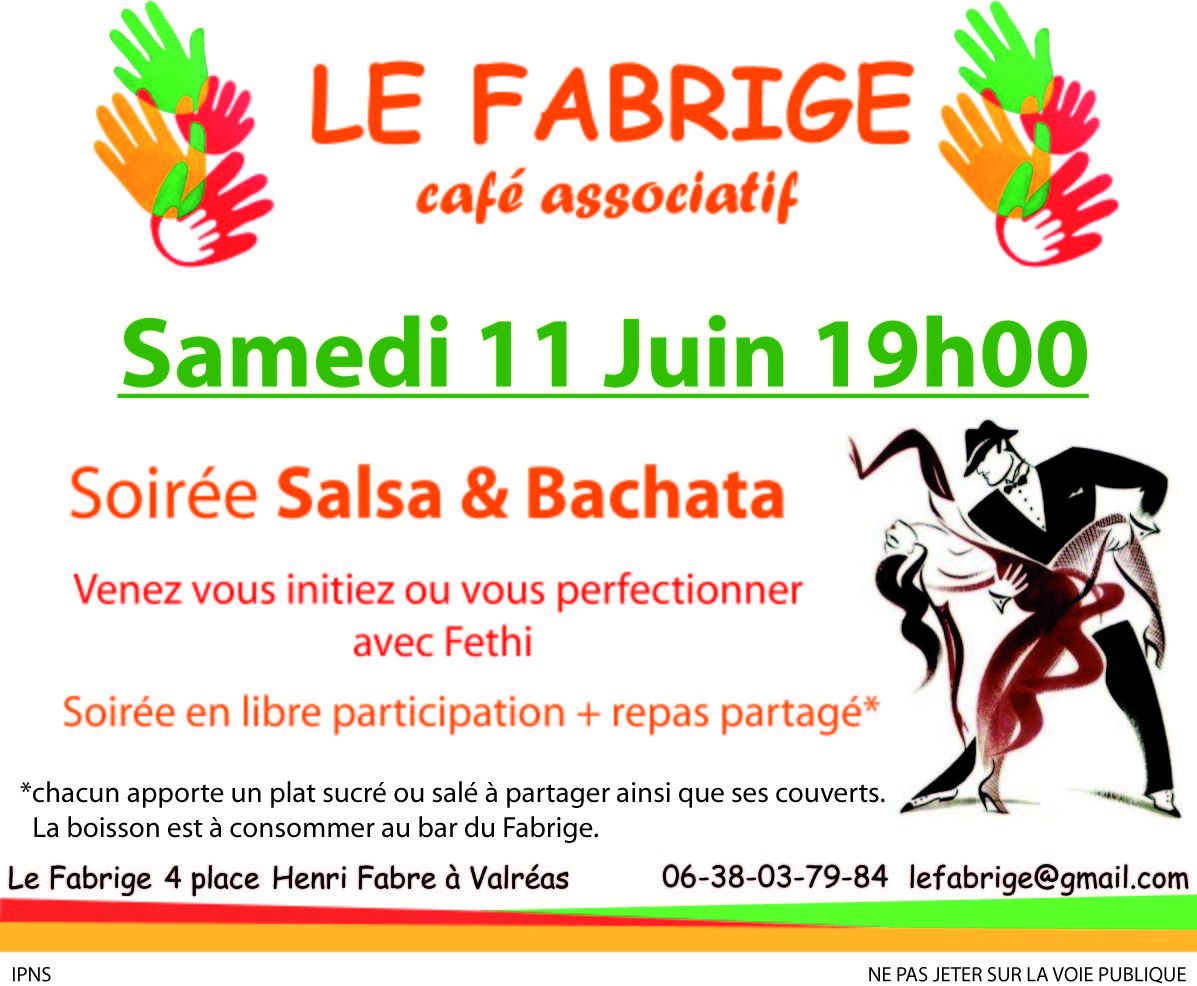 LE FABRIGE
café associatif
Samedi 11 Juin 19h00
Soirée Salsa & Bachata
Venez vous initiez ou vous perfectionner
avec Fethi
Soirée en libre participation + repas partagé*
*chacun apporte un plat sucré ou salé à partager ainsi que ses couverts.
La boisson est à consommer au bar du Fabrige.
Le Fabrige 4 place Henri Fabre à Valréas 06-38-03-79-84 lefabrige@gmail.com
IPNS NE PAS JETER SUR LA VOIE PUBLIQUE